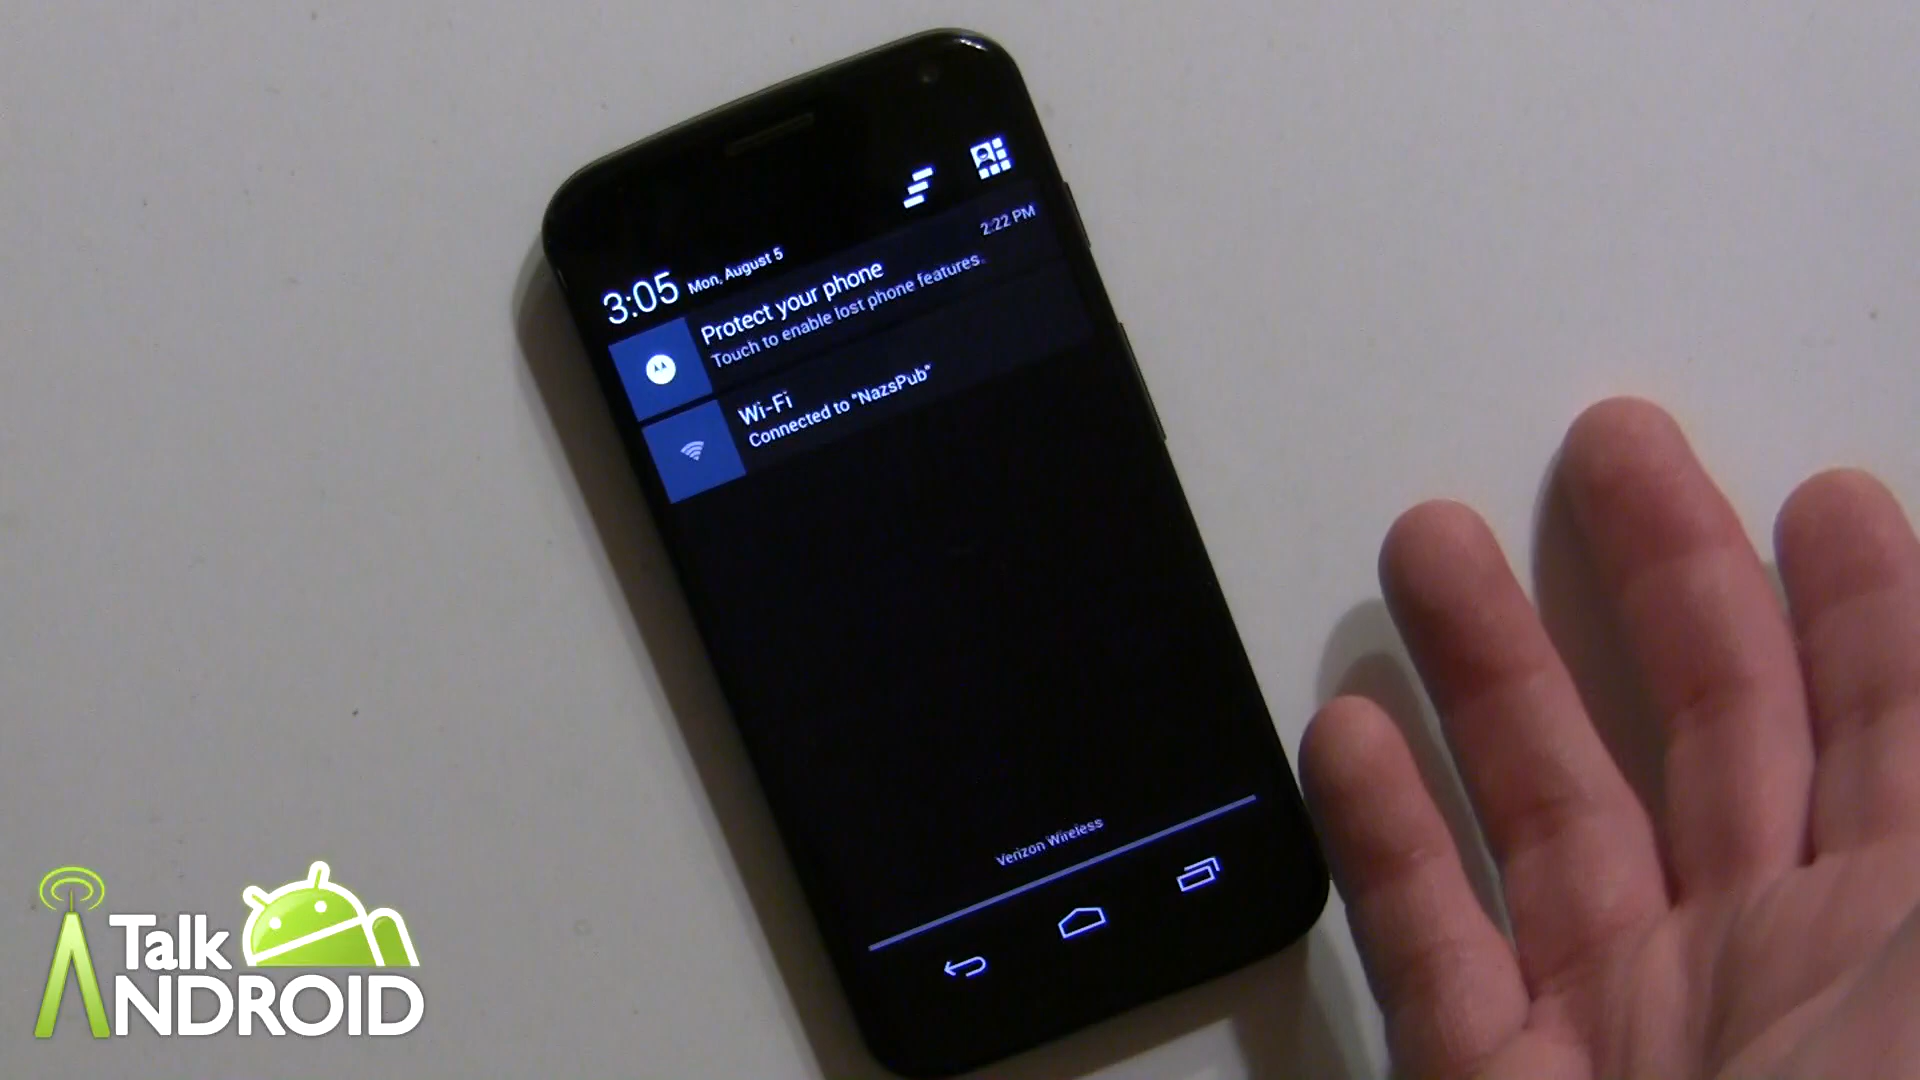 2:22 PM
3:05 Mon, August 5
Protect your phone
Touch to enable lost phone features.
Wi-Fi
Connected to "NazsPub"
Verizon Wireless
Talk
ANDROID